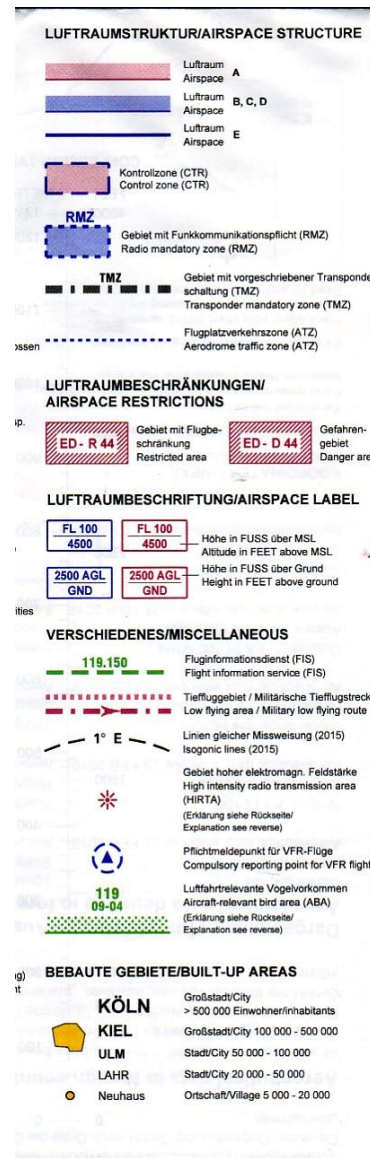 LUFTRAUMSTRUKTUR/AIRSPACE STRUCTURE
Luftraum
Airspace A
Luftraum
Airspace B, C, D
Luftraum
Airspace E
Kontrollzone (CTR)
Control zone (CTR)
RMZ
Gebiet mit Funkkommunikationspflicht (RMZ)
Radio mandatory zone (RMZ)
TMZ
Gebiet mit vorgeschriebener Transponde
schaltung (TMZ)
Transponder mandatory zone (TMZ)
ossen
Flugplatzverkehrszone (ATZ)
Aerodrome traffic zone (ATZ)
LUFTRAUMBESCHRÄNKUNGEN/
AIRSPACE RESTRICTIONS
sp.
ED - R 44
Gebiet mit Flugbe-
schränkung
Restricted area
ED - D 44
Gefahren-
gebiet
Danger are
LUFTRAUMBESCHRIFTUNG/AIRSPACE LABEL
FL 100
4500
FL 100
4500
Höhe in FUSS über MSL
Altitude in FEET above MSL
2500 AGL
GND
2500 AGL
GND
Höhe in FUSS über Grund
Height in FEET above ground
ities
VERSCHIEDENES/MISCELLANEOUS
119.150
Fluginformationsdienst (FIS)
Flight information service (FIS)
Tieffluggebiet / Militärische Tiefflugstreck
Low flying area / Military low flying route
1° E
Linien gleicher Missweisung (2015)
Isogonic lines (2015)
Gebiet hoher elektromagn. Feldstärke
High intensity radio transmission area
(HIRTA)
(Erklärung siehe Rückseite/
Explanation see reverse)
Pflichtmeldepunkt für VFR-Flüge
Compulsory reporting point for VFR flight
119
09-04
Luftfahrtrelevante Vogelvorkommen
Aircraft-relevant bird area (ABA)
(Erklärung siehe Rückseite/
Explanation see reverse)
g)
nt
BEBAUTE GEBIETE/BUILT-UP AREAS
KÖLN
Großstadt/City
> 500 000 Einwohner/inhabitants
KIEL
Großstadt/City 100 000 - 500 000
ULM
Stadt/City 50 000 - 100 000
LAHR
Stadt/City 20 000 - 50 000
Neuhaus
Ortschaft/Village 5 000 - 20 000